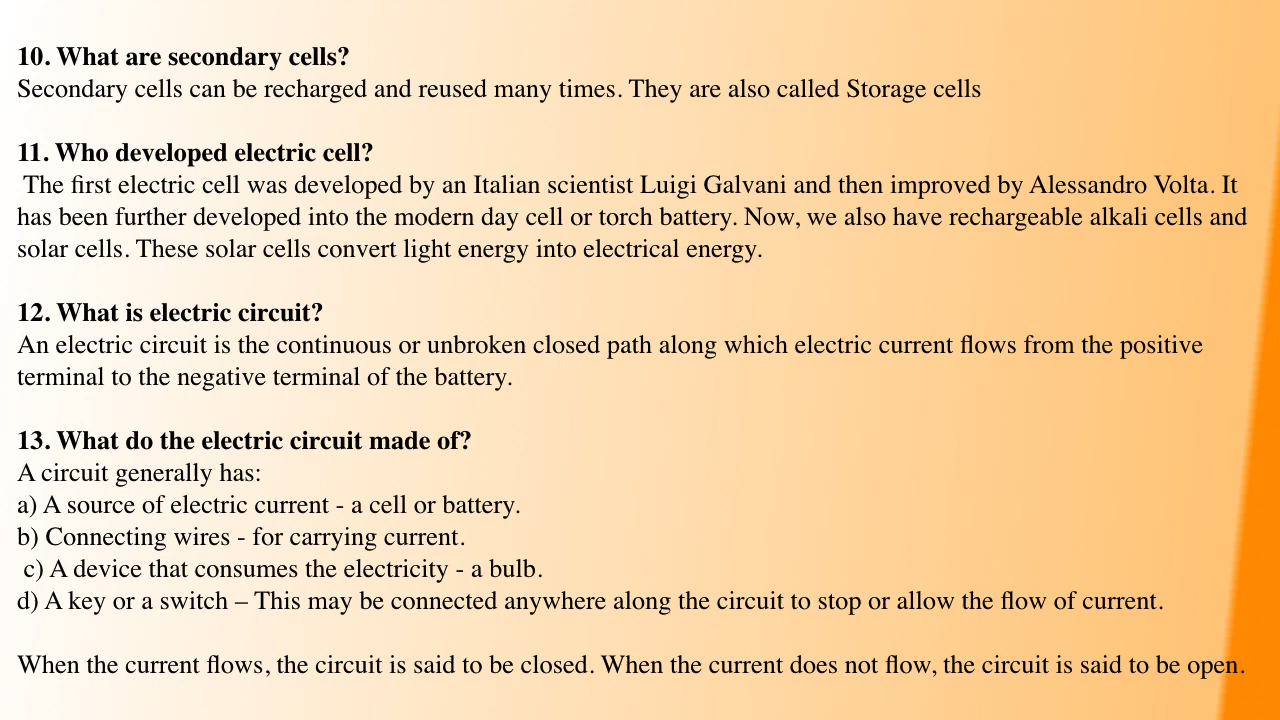 10. What are secondary cells?
Secondary cells can be recharged and reused many times. They are also called Storage cells
11. Who developed electric cell?
The first electric cell was developed by an Italian scientist Luigi Galvani and then improved by Alessandro Volta. It
has been further developed into the modern day cell or torch battery. Now, we also have rechargeable alkali cells and
solar cells. These solar cells convert light energy into electrical energy.
12. What is electric circuit?
An electric circuit is the continuous or unbroken closed path along which electric current flows from the positive
terminal to the negative terminal of the battery.
13. What do the electric circuit made of?
A circuit generally has:
a) A source of electric current - a cell or battery.
b) Connecting wires - for carrying current.
c) A device that consumes the electricity - a bulb.
d) A key or a switch – This may be connected anywhere along the circuit to stop or allow the flow of current.
When the current flows, the circuit is said to be closed. When the current does not flow, the circuit is said to be open.